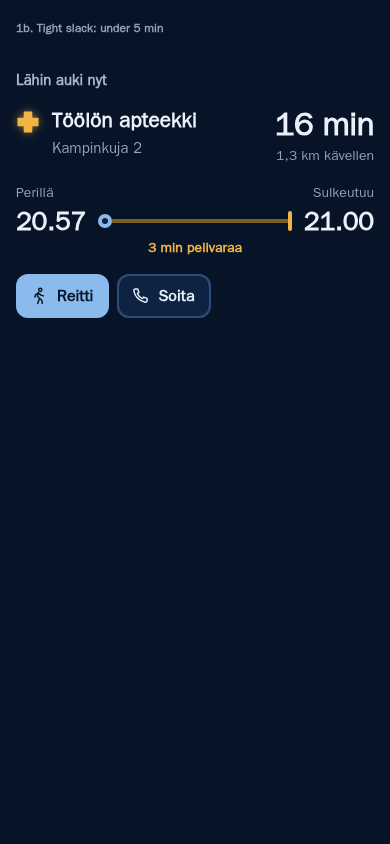 1b. Tight slack: under 5 min
Lähin auki nyt
Töölön apteekki
16 min
Kampinkuja 2
1,3 km kävellen
Perillä
Sulkeutuu
20.57
21.00
3 min pelivaraa
Reitti
Soita